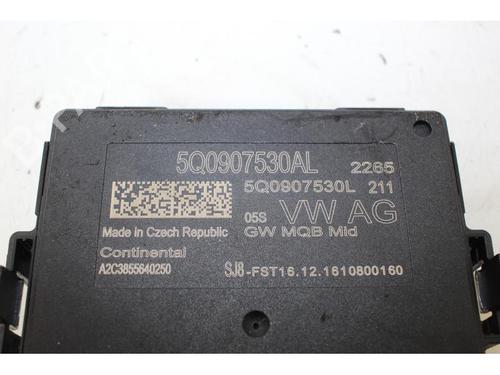 5Q0907530AL 2265
5Q0907530L 211
05S VW AG
Made in Czech Republic GW MQB Mid
Continental
A2C3855640250 SJ8-FST16.12.1610800160